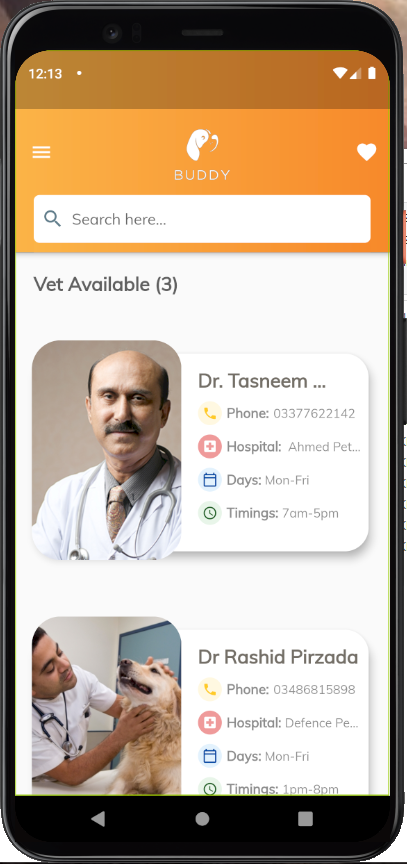 12:13
BUDDY
Search here...
Vet Available (3)
Dr. Tasneem ...
Phone: 03377622142
Hospital: Ahmed Pet...
Days: Mon-Fri
Timings: 7am-5pm
Dr Rashid Pirzada
Phone: 03486815898
Hospital: Defence Pe...
Days: Mon-Fri
Timings: 1pm-8pm